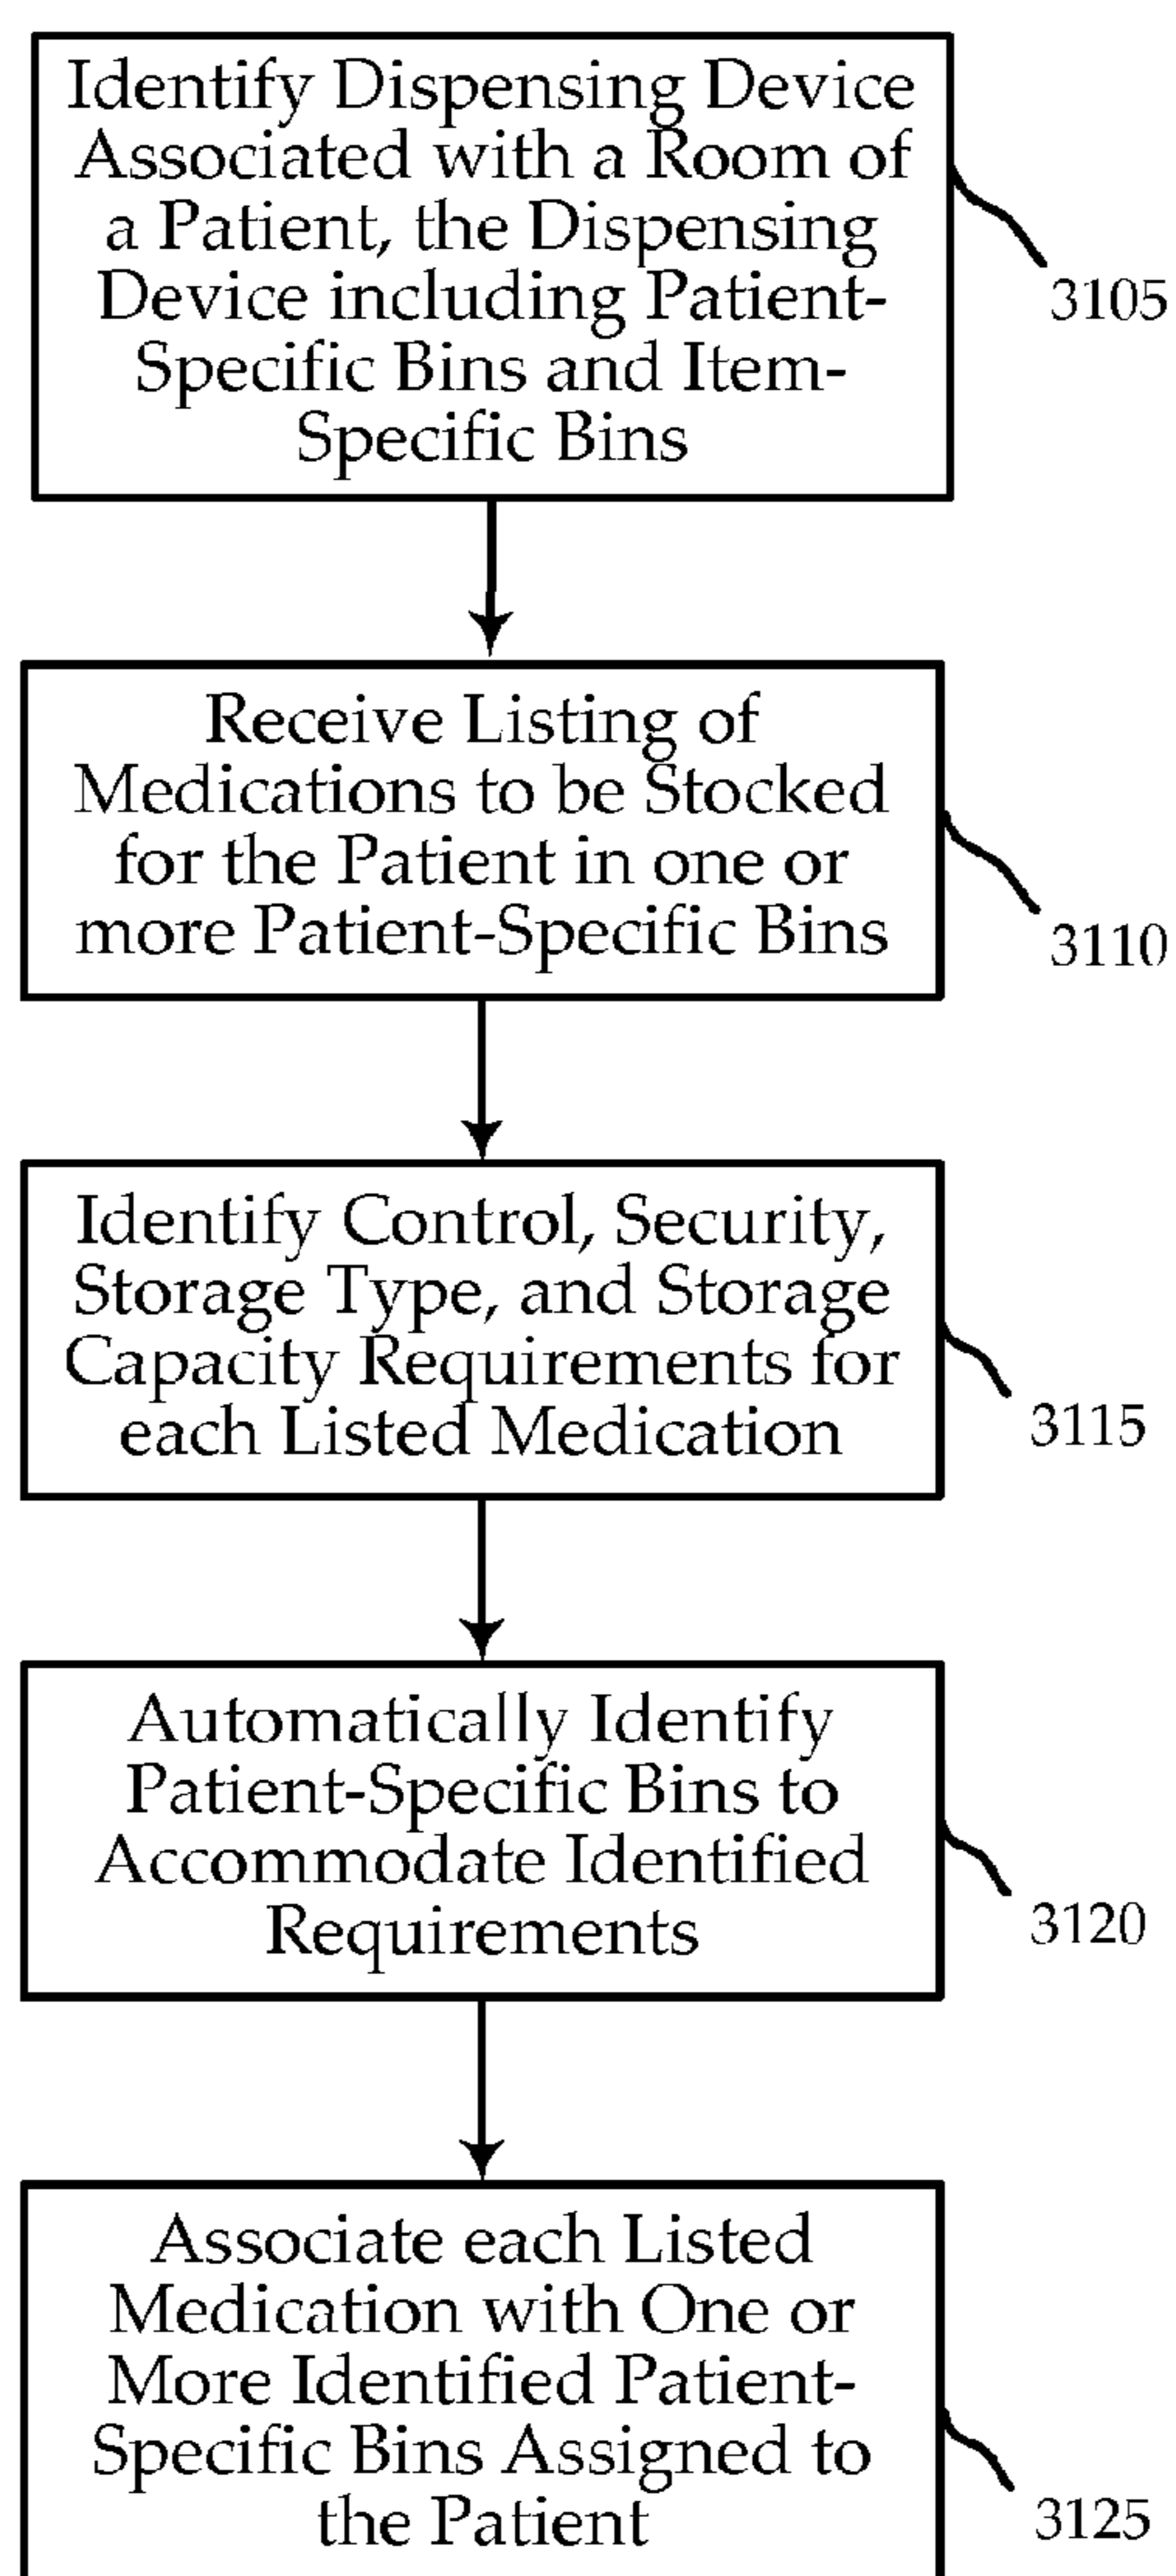 Identify Dispensing Device
Associated with a Room of
a Patient, the Dispensing
Device including Patient-
Specific Bins and Item-
Specific Bins
3105
Receive Listing of
Medications to be Stocked
for the Patient in one or
more Patient-Specific Bins
3110
Identify Control, Security,
Storage Type, and Storage
Capacity Requirements for
each Listed Medication
3115
Automatically Identify
Patient-Specific Bins to
Accommodate Identified
Requirements
3120
Associate each Listed
Medication with One or
More Identified Patient-
Specific Bins Assigned to
the Patient
3125